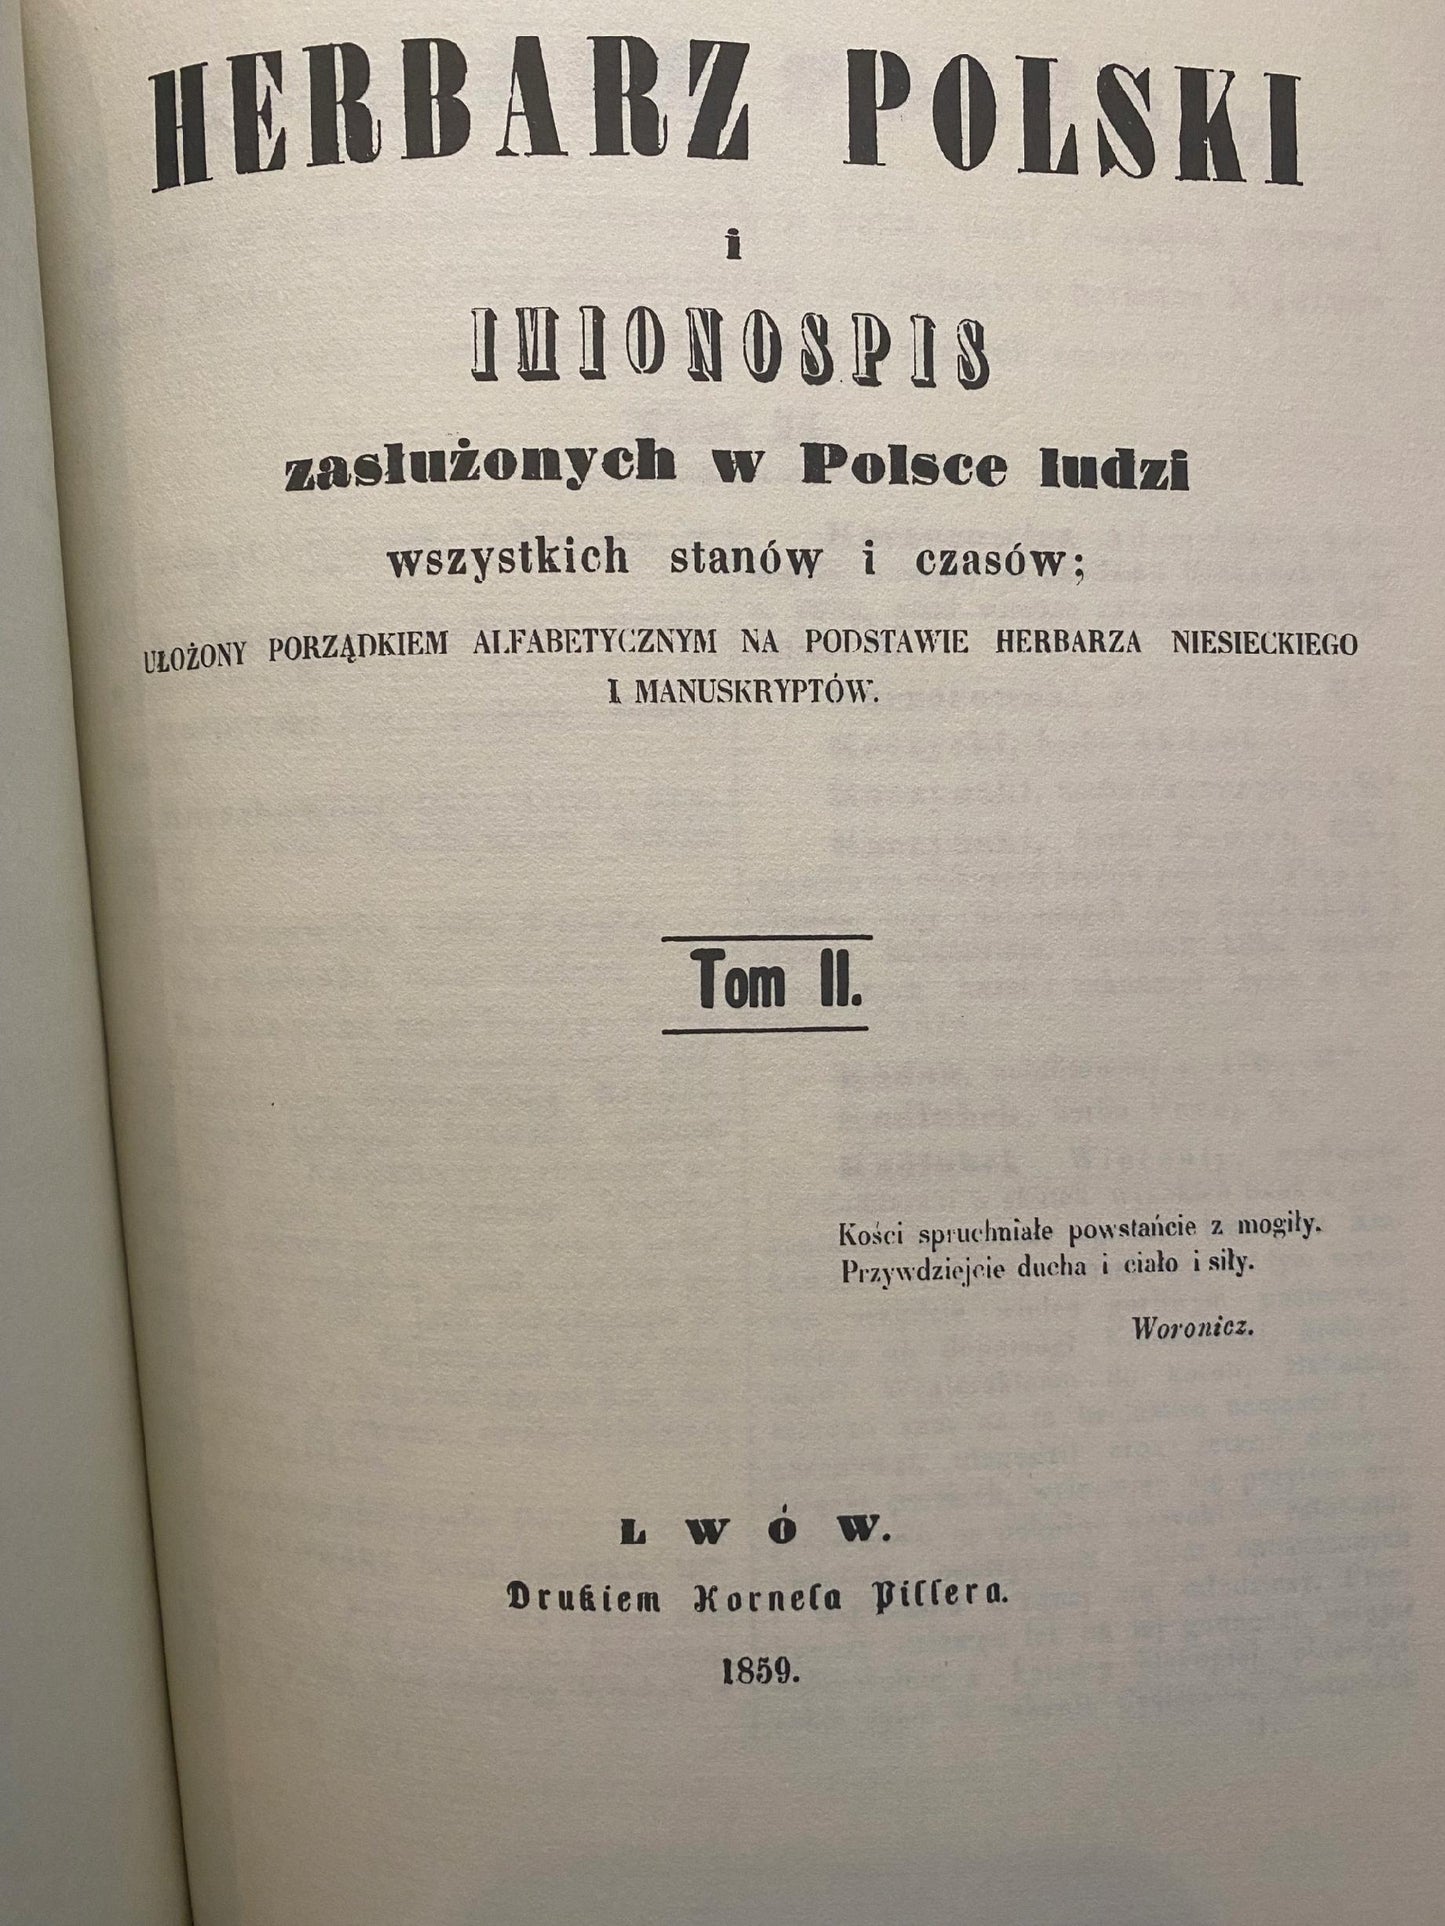 HERBARZ POLSKI
i
IMIONOSPIS
zasłużonych w Polsce ludzi
wszystkich stanów i czasów;
UŁOŻONY PORZĄDKIEM ALFABETYCZNYM NA PODSTAWIE HERBARZA NIESIECKIEGO
I MANUSKRYPTÓW.
Tom II.
Kości spruchniałe powstańcie z mogiły.
Przywdziejcie ducha i ciało i siły.
Woronicz.
LWÓW.
Drukiem Kornela Pillera.
1859.